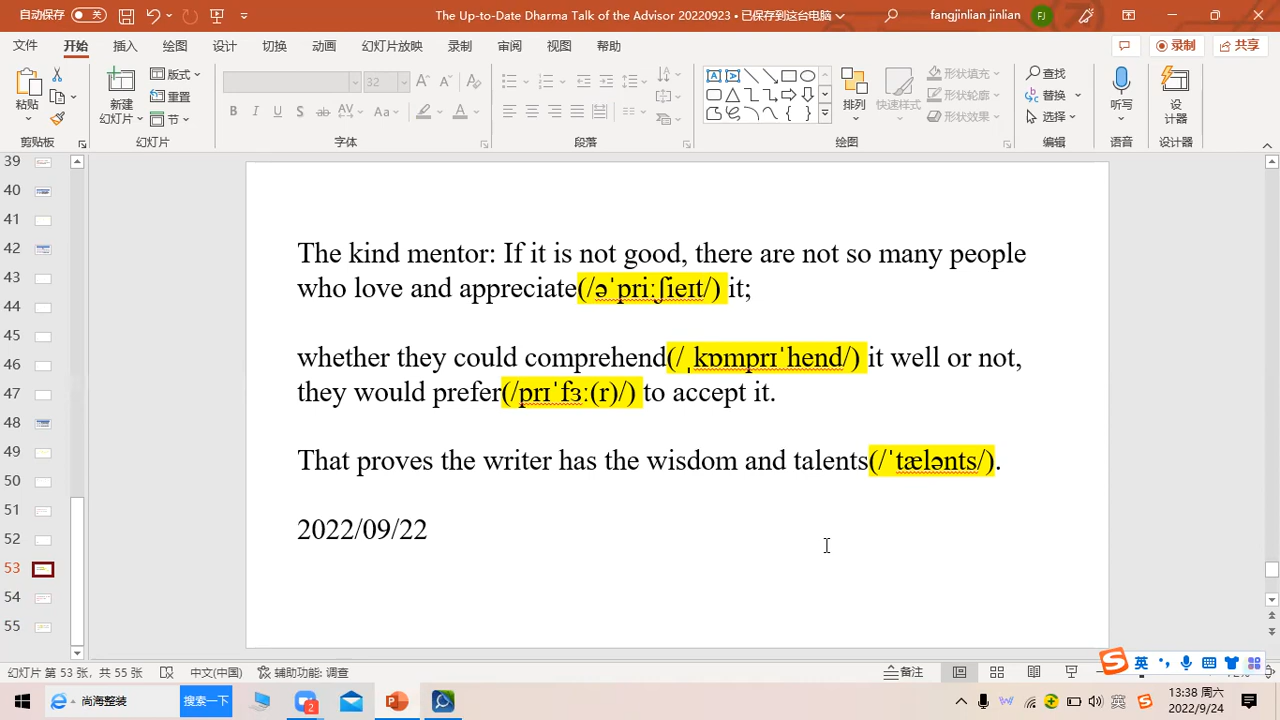 自动保存 关
The Up-to-Date Dharma Talk of the Advisor 20220923 • 已保存到这台电脑
fangjinlian jinlian FJ
文件 开始 插入 绘图 设计 切换 动画 幻灯片放映 录制 审阅 视图 帮助 录制 共享
粘贴
剪贴板
新建
幻灯片
版式
重置
节
幻灯片
32
B I U S ab AV Aa A
字体
段落
排列
快速样式
形状填充
形状轮廓
形状效果
绘图
查找
替换
选择
编辑
听写
语音
设
计器
设计器
39
40
41
42
43
44
45
46
47
48
49
50
51
52
53
54
55
The kind mentor: If it is not good, there are not so many people
who love and appreciate(/əˈpriːʃieɪt/) it;
whether they could comprehend(/ˌkɒmprɪˈhend/) it well or not,
they would prefer(/prɪˈfɜː(r)/) to accept it.
That proves the writer has the wisdom and talents(/ˈtælənts/).
2022/09/22
幻灯片 第 53 张，共 55 张 中文(中国) 辅助功能: 调查 备注
英
尚海整装 搜索一下 2 英 13:38 周六
2022/9/24